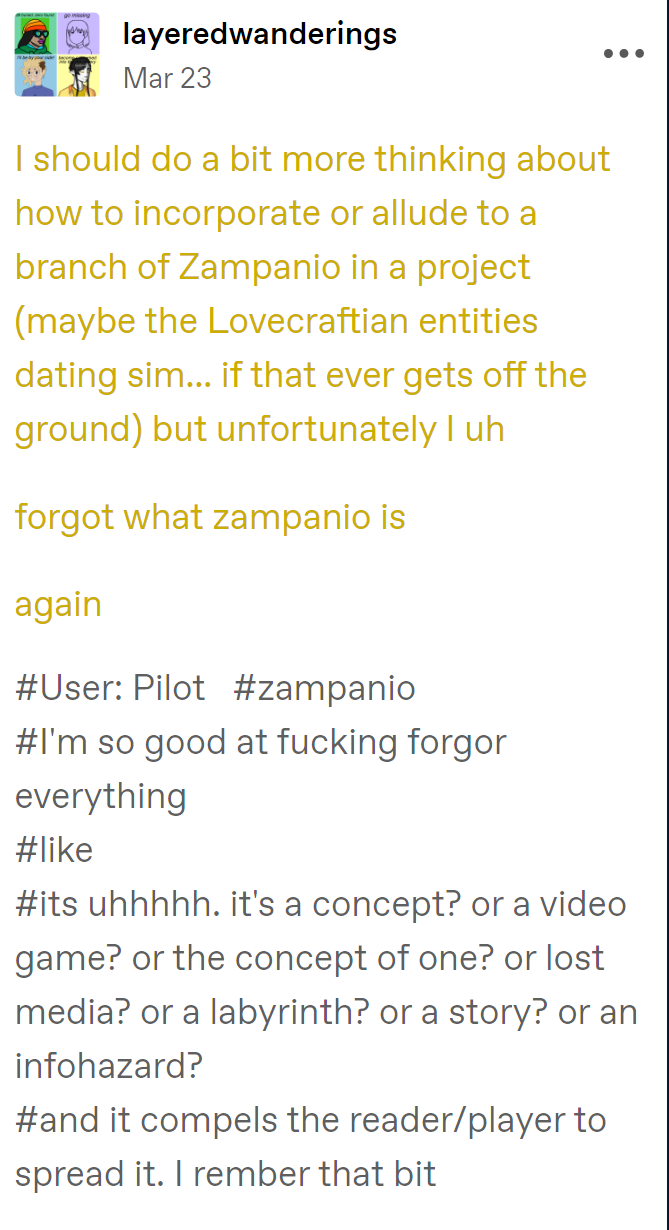 layeredwanderings
Mar 23
I should do a bit more thinking about
how to incorporate or allude to a
branch of Zampanio in a project
(maybe the Lovecraftian entities
dating sim... if that ever gets off the
ground) but unfortunately I uh
forgot what zampanio is
again
#User: Pilot #zampanio
#I'm so good at fucking forgor
everything
#like
#its uhhhhh. it's a concept? or a video
game? or the concept of one? or lost
media? or a labyrinth? or a story? or an
infohazard?
#and it compels the reader/player to
spread it. I rember that bit